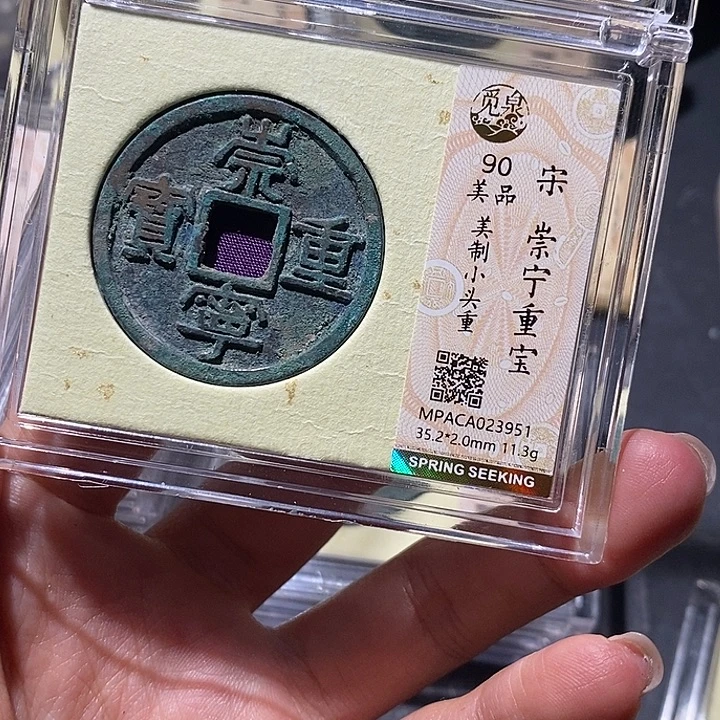 崇
寧
重
寶
觅泉
90
美品
美制小头重
宋
崇宁重宝
MPACA023951
35.2*2.0mm 11.3g
SPRING SEEKING